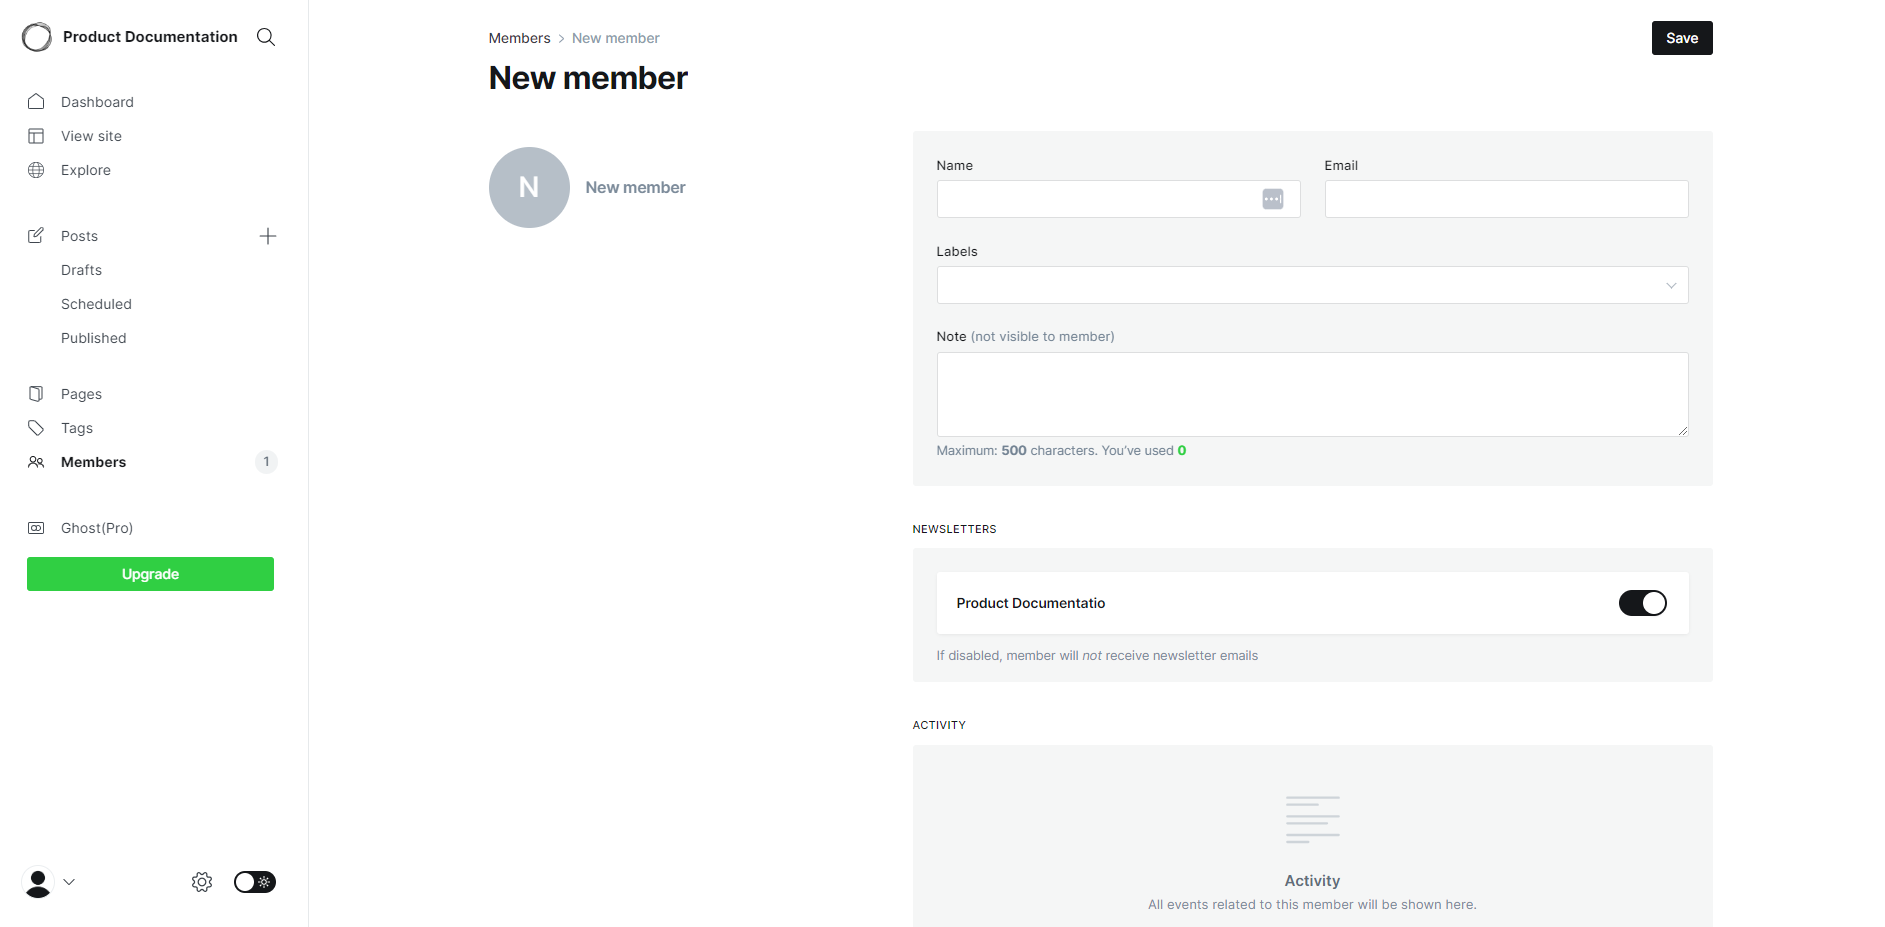 Product Documentation
Dashboard
View site
Explore
Posts
Drafts
Scheduled
Published
Pages
Tags
Members 1
Ghost(Pro)
Upgrade
Members > New member
Save
New member
N New member
Name Email
Labels
Note (not visible to member)
Maximum: 500 characters. You’ve used 0
NEWSLETTERS
Product Documentatio
If disabled, member will not receive newsletter emails
ACTIVITY
Activity
All events related to this member will be shown here.